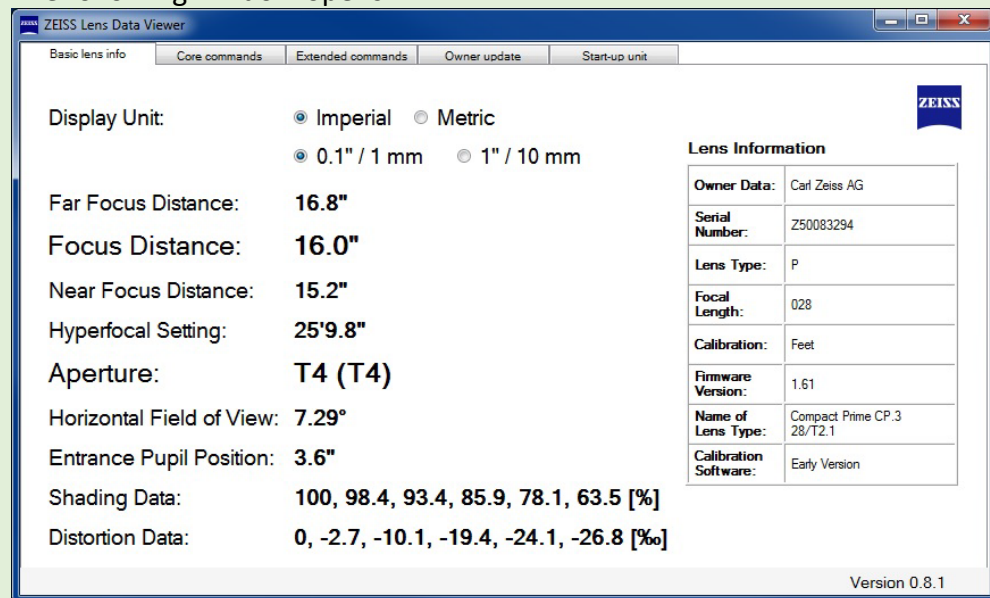 ZEISS Lens Data Viewer
Basic lens info Core commands Extended commands Owner update Start-up unit
ZEISS
Display Unit: Imperial Metric
0.1" / 1 mm 1" / 10 mm
Far Focus Distance: 16.8"
Focus Distance: 16.0"
Near Focus Distance: 15.2"
Hyperfocal Setting: 25'9.8"
Aperture: T4 (T4)
Horizontal Field of View: 7.29°
Entrance Pupil Position: 3.6"
Shading Data: 100, 98.4, 93.4, 85.9, 78.1, 63.5 [%]
Distortion Data: 0, -2.7, -10.1, -19.4, -24.1, -26.8 [‰]
Lens Information
Owner Data: Carl Zeiss AG
Serial
Number: Z50083294
Lens Type: P
Focal
Length: 028
Calibration: Feet
Firmware
Version: 1.61
Name of Compact Prime CP.3
Lens Type: 28/T2.1
Calibration
Software: Early Version
Version 0.8.1